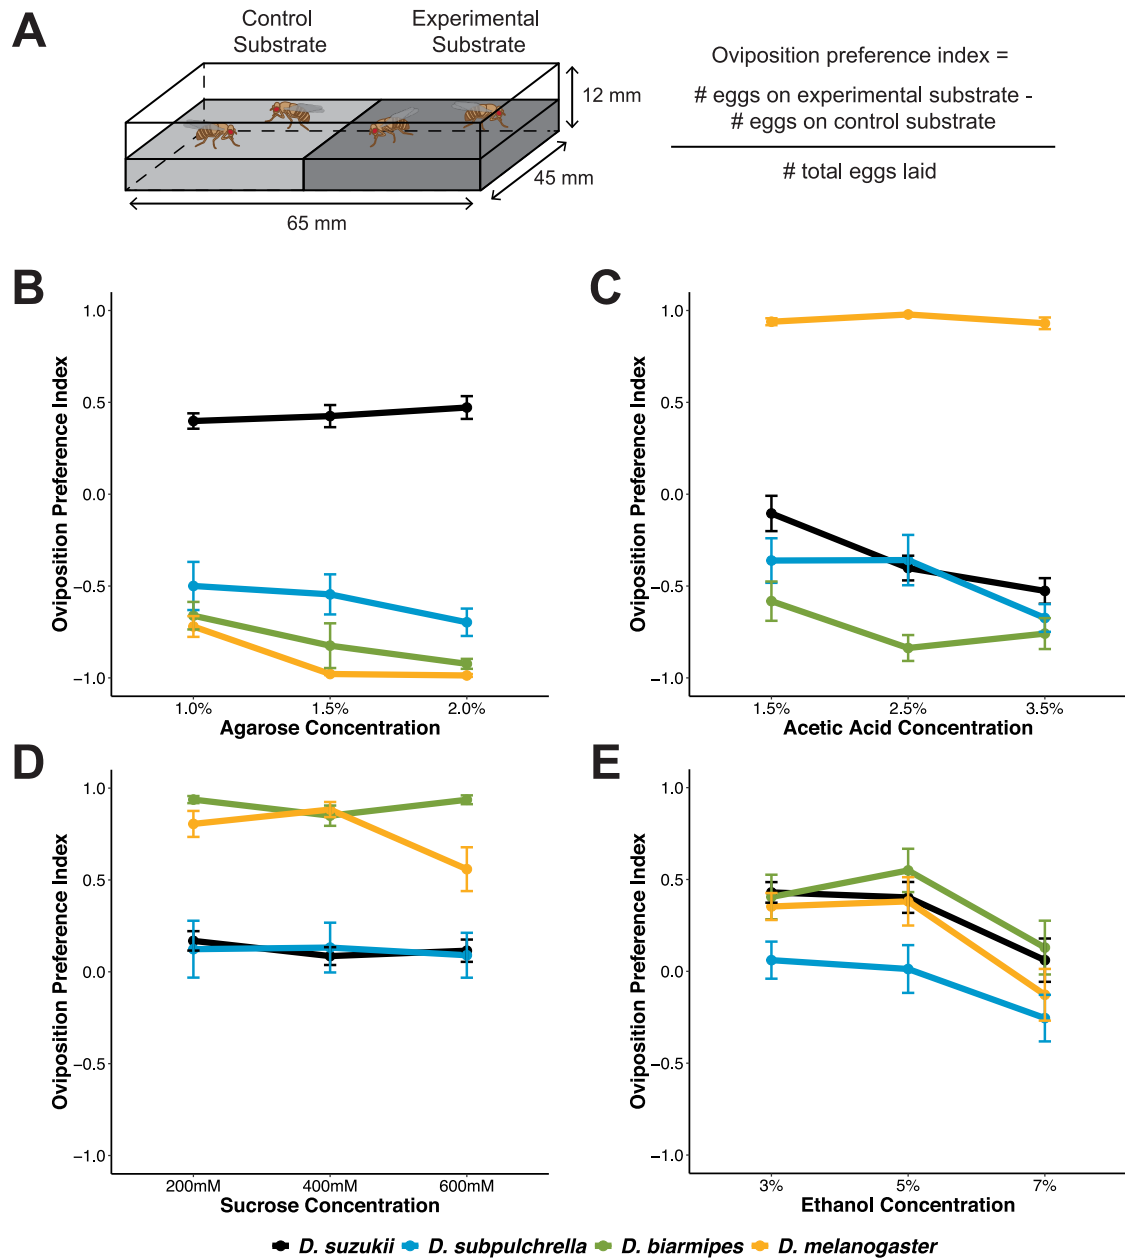 A
Control
Substrate
Experimental
Substrate
12 mm
45 mm
65 mm
Oviposition preference index =
# eggs on experimental substrate -
# eggs on control substrate
# total eggs laid
B
Oviposition Preference Index
1.0
0.5
0.0
−0.5
−1.0
1.0%
1.5%
2.0%
Agarose Concentration
C
Oviposition Preference Index
1.0
0.5
0.0
−0.5
−1.0
1.5%
2.5%
3.5%
Acetic Acid Concentration
D
Oviposition Preference Index
1.0
0.5
0.0
−0.5
−1.0
200mM
400mM
600mM
Sucrose Concentration
E
Oviposition Preference Index
1.0
0.5
0.0
−0.5
−1.0
3%
5%
7%
Ethanol Concentration
D. suzukii D. subpulchrella D. biarmipes D. melanogaster